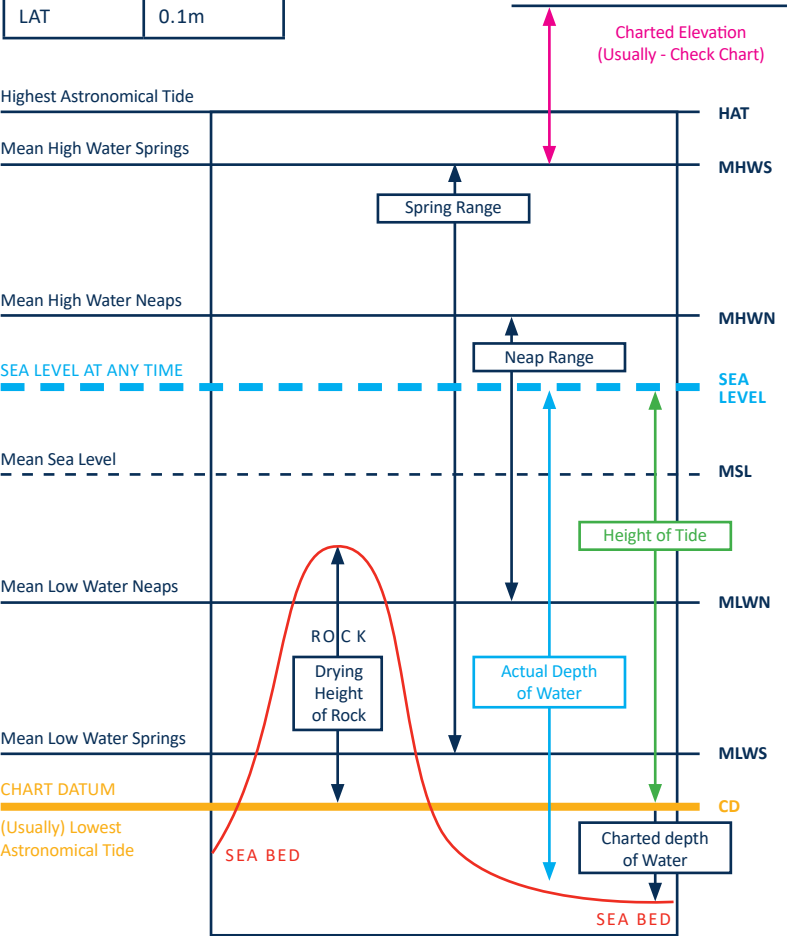 LAT 0.1m
Charted Elevation
(Usually - Check Chart)
Highest Astronomical Tide
HAT
Mean High Water Springs
MHWS
Spring Range
Mean High Water Neaps
MHWN
Neap Range
SEA LEVEL AT ANY TIME
SEA
LEVEL
Mean Sea Level
MSL
Height of Tide
Mean Low Water Neaps
MLWN
ROCK
Drying
Height
of Rock
Actual Depth
of Water
Mean Low Water Springs
MLWS
CHART DATUM
CD
(Usually) Lowest
Astronomical Tide
SEA BED
Charted depth
of Water
SEA BED